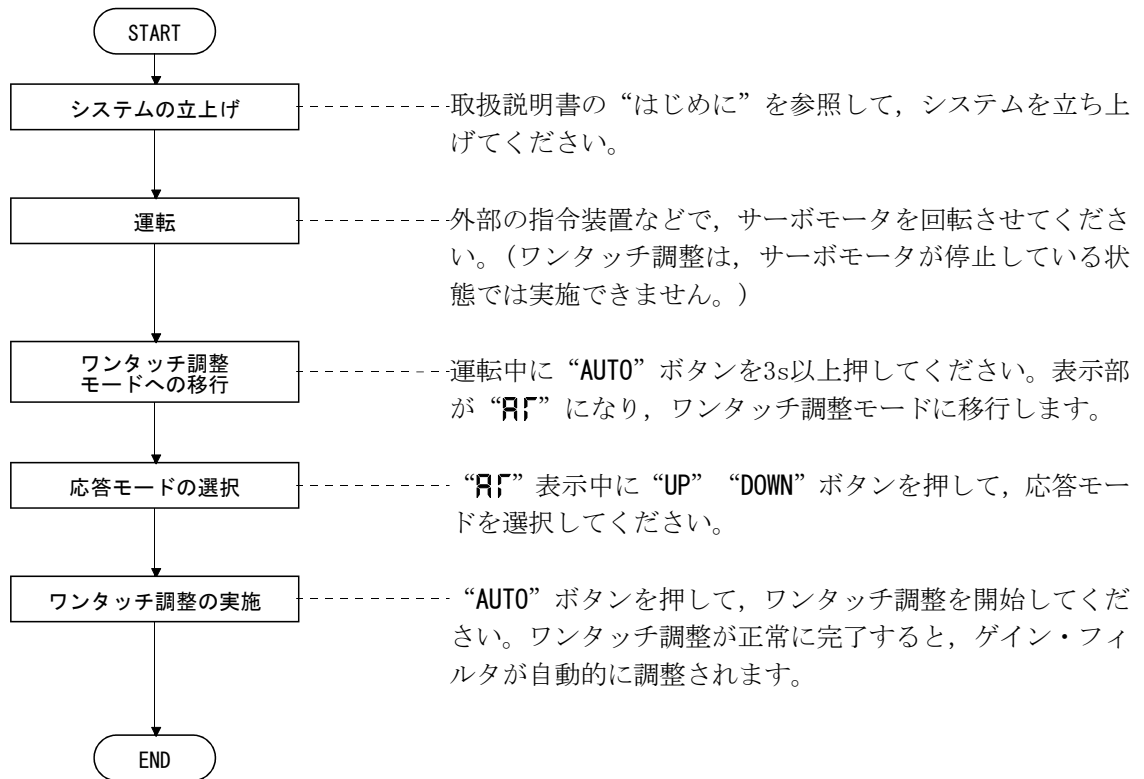 START
システムの立上げ
取扱説明書の“はじめに”を参照して，システムを立ち上
げてください。
運転
外部の指令装置などで，サーボモータを回転させてくださ
い。（ワンタッチ調整は，サーボモータが停止している状
態では実施できません。）
ワンタッチ調整
モードへの移行
運転中に“AUTO”ボタンを3s以上押してください。表示部
が“AΓ”になり，ワンタッチ調整モードに移行します。
応答モードの選択
“AΓ”表示中に“UP”“DOWN”ボタンを押して，応答モー
ドを選択してください。
ワンタッチ調整の実施
“AUTO”ボタンを押して，ワンタッチ調整を開始してくだ
さい。ワンタッチ調整が正常に完了すると，ゲイン・フィ
ルタが自動的に調整されます。
END